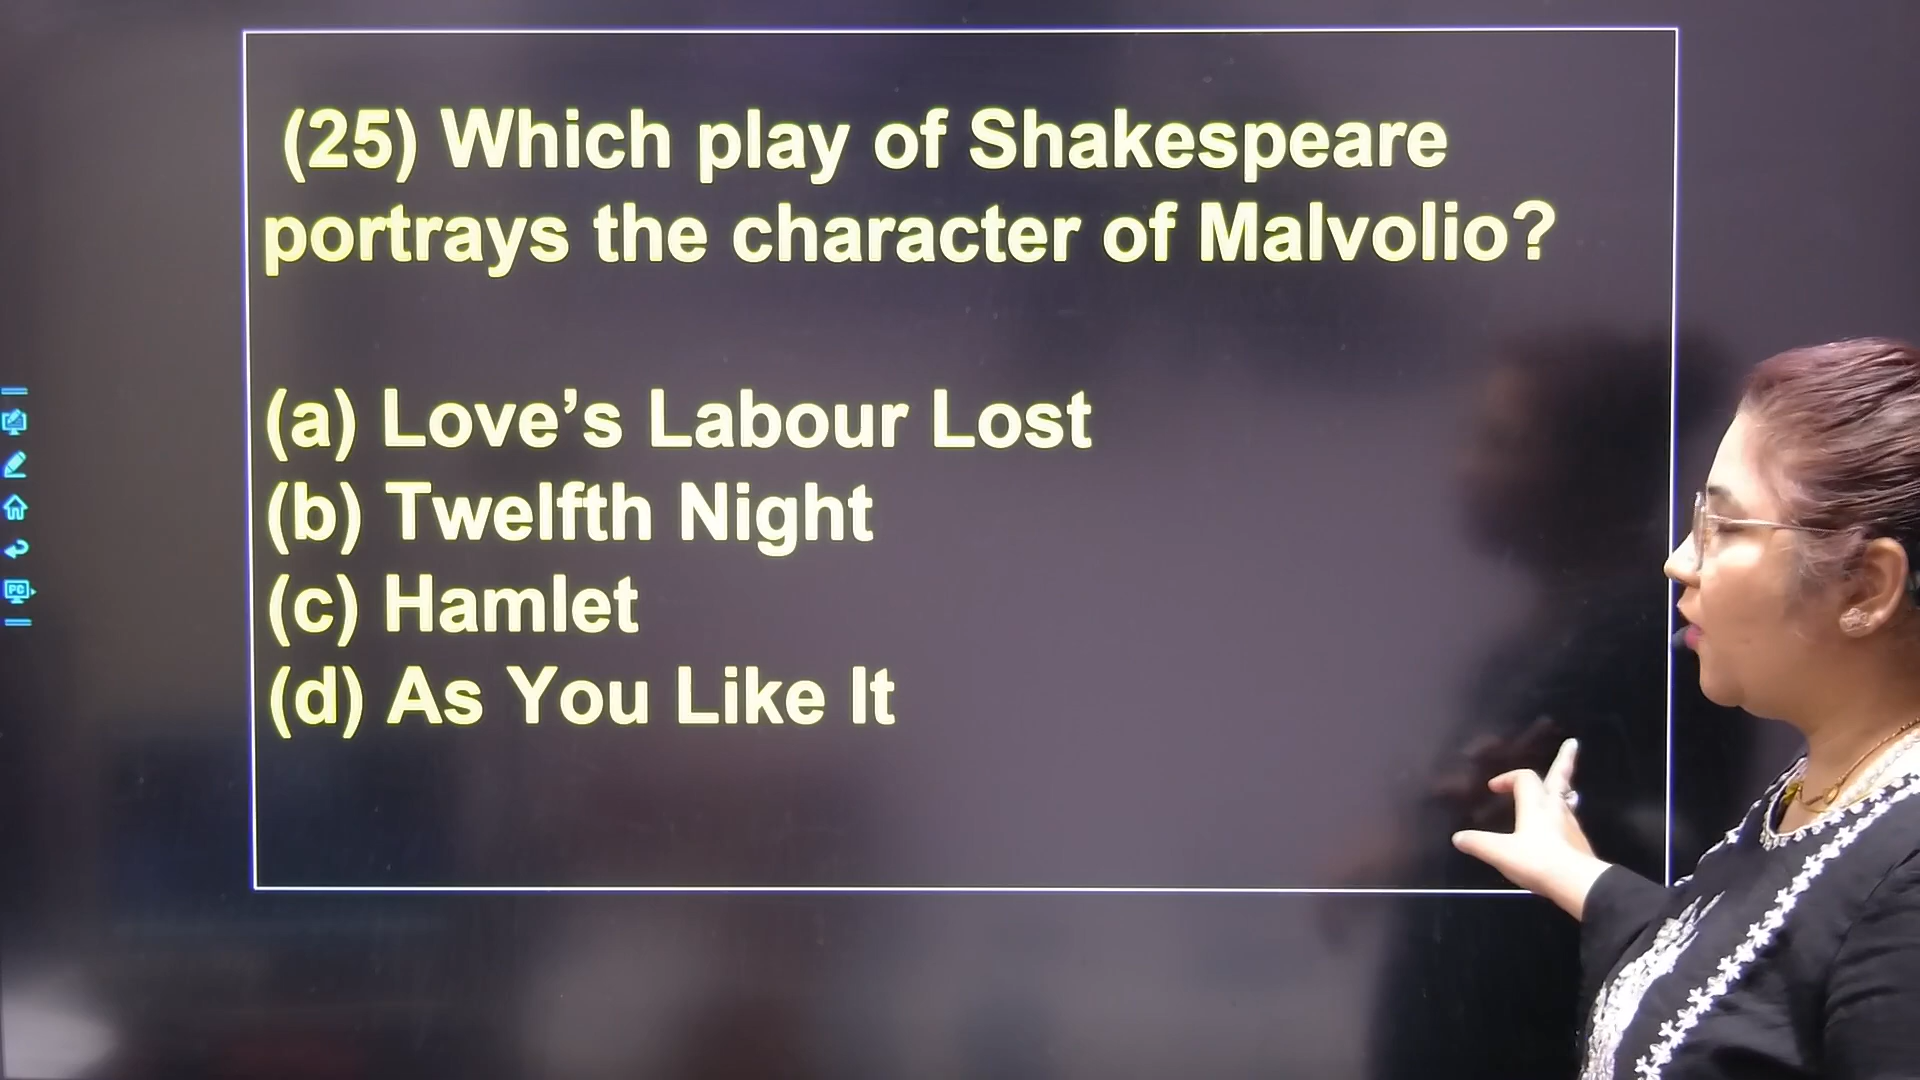 (25) Which play of Shakespeare
portrays the character of Malvolio?
(a) Love’s Labour Lost
(b) Twelfth Night
(c) Hamlet
(d) As You Like It
PC